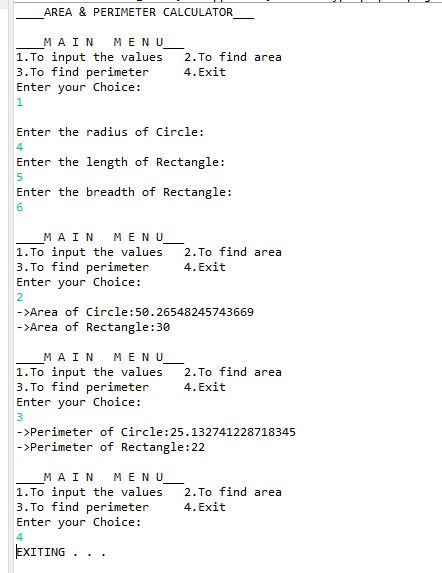 ____AREA & PERIMETER CALCULATOR___
____M A I N   M E N U___
1.To input the values   2.To find area
3.To find perimeter     4.Exit
Enter your Choice:
1
Enter the radius of Circle:
4
Enter the length of Rectangle:
5
Enter the breadth of Rectangle:
6
____M A I N   M E N U___
1.To input the values   2.To find area
3.To find perimeter     4.Exit
Enter your Choice:
2
->Area of Circle:50.26548245743669
->Area of Rectangle:30
____M A I N   M E N U___
1.To input the values   2.To find area
3.To find perimeter     4.Exit
Enter your Choice:
3
->Perimeter of Circle:25.132741228718345
->Perimeter of Rectangle:22
____M A I N   M E N U___
1.To input the values   2.To find area
3.To find perimeter     4.Exit
Enter your Choice:
4
EXITING . . .